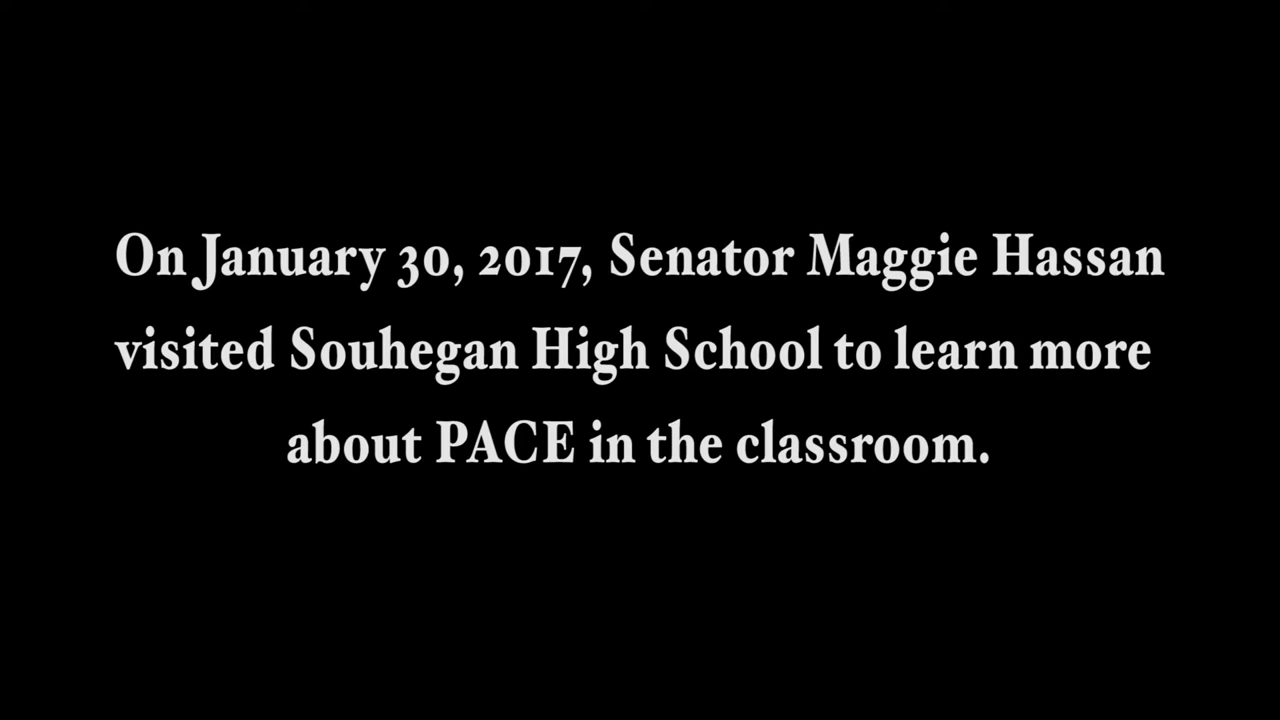 On January 30, 2017, Senator Maggie Hassan
visited Souhegan High School to learn more
about PACE in the classroom.